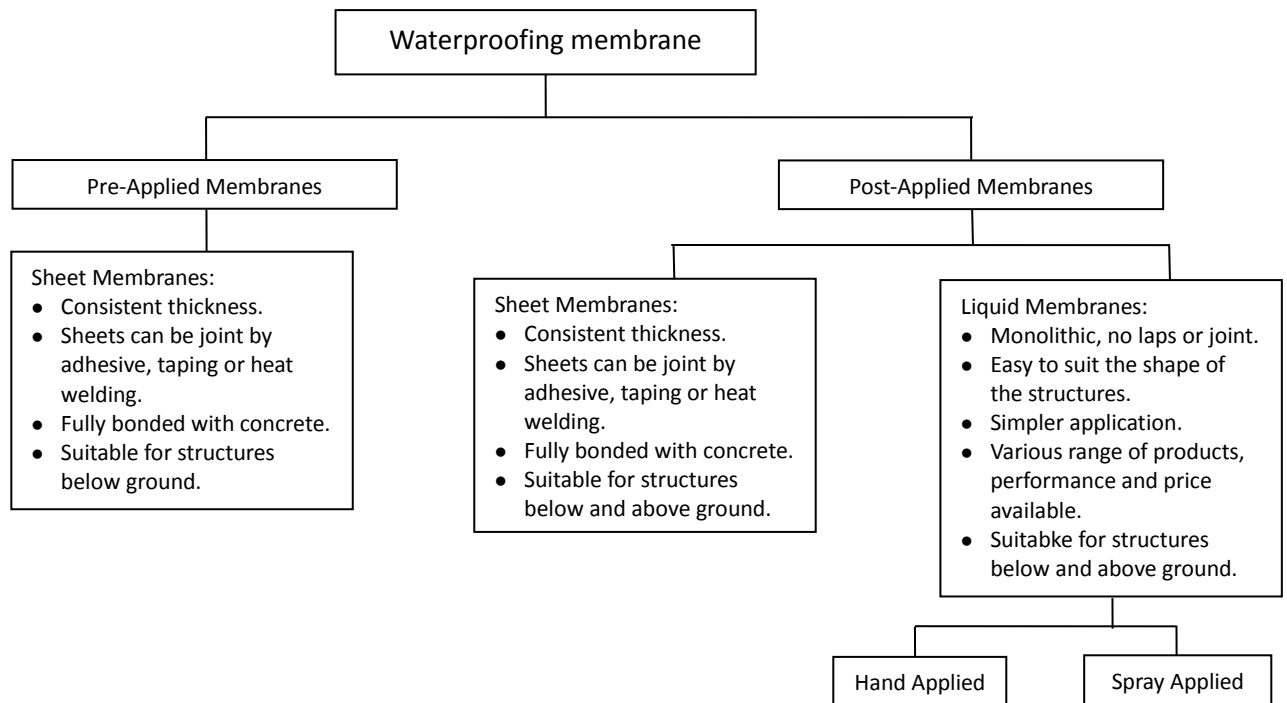 Waterproofing membrane
Pre-Applied Membranes
Post-Applied Membranes
Sheet Membranes:
● Consistent thickness.
● Sheets can be joint by
adhesive, taping or heat
welding.
● Fully bonded with concrete.
● Suitable for structures
below ground.
Sheet Membranes:
● Consistent thickness.
● Sheets can be joint by
adhesive, taping or heat
welding.
● Fully bonded with concrete.
● Suitable for structures
below and above ground.
Liquid Membranes:
● Monolithic, no laps or joint.
● Easy to suit the shape of
the structures.
● Simpler application.
● Various range of products,
performance and price
available.
● Suitabke for structures
below and above ground.
Hand Applied
Spray Applied